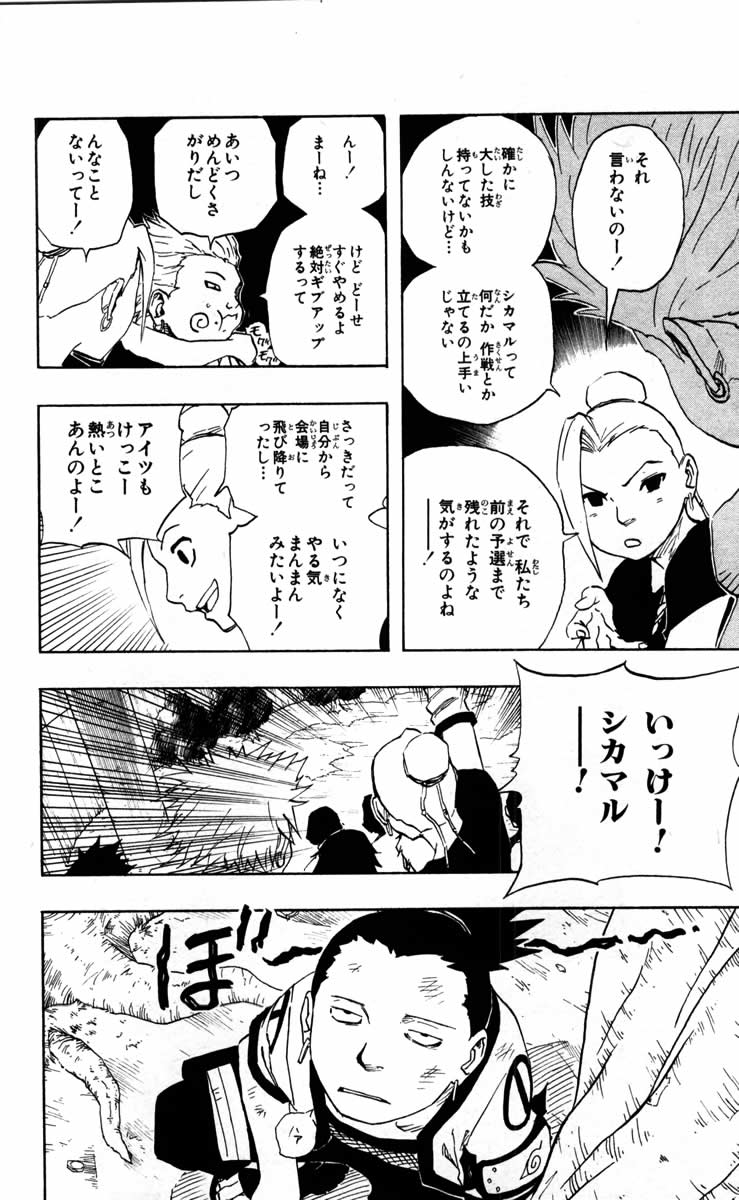 それ
言わないのー！
確かに
大した技
持ってないかも
しんないけど…
シカマルって
何だか 作戦とか
立てるの上手い
じゃない
それで 私たち
前の予選まで
残れたような
気がするのよね
──！
んー！
まーね…
けど どーせ
すぐやめるよ
絶対ギブアップ
するって
モグ
モグ
あいつ
めんどくさ
がりだし
んなこと
ないってー！
さっきだって
自分から
会場に
飛び降りて
ったし…
いつになく
やる気
まんまん
みたいよー！
アイツも
けっこー
熱いとこ
あんのよー！
いっけー！
シカマル
──！
ぼ〜〜